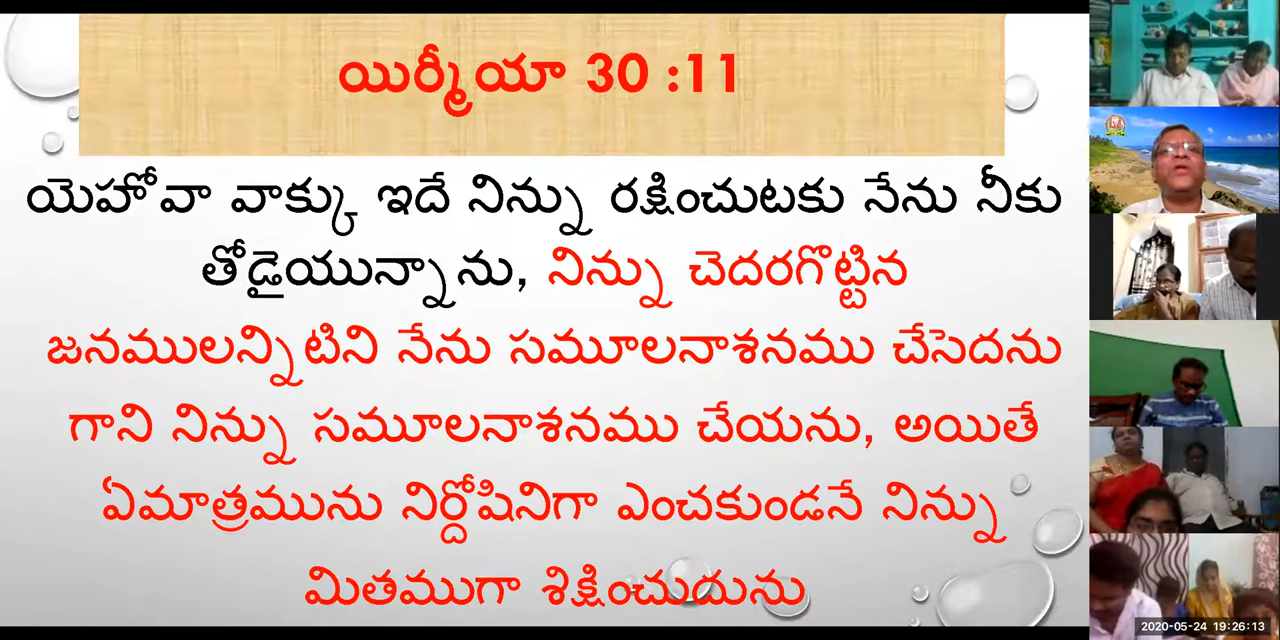 యిర్మీయా 30 :11
యెహోవా వాక్కు ఇదే నిన్ను రక్షించుటకు నేను నీకు
తోడైయున్నాను, నిన్ను చెదరగొట్టిన
జనములన్నిటిని నేను సమూలనాశనము చేసెదను
గాని నిన్ను సమూలనాశనము చేయను, అయితే
ఏమాత్రమును నిర్దోషినిగా ఎంచకుండనే నిన్ను
మితముగా శిక్షించుదును
2020-05-24 19:26:13